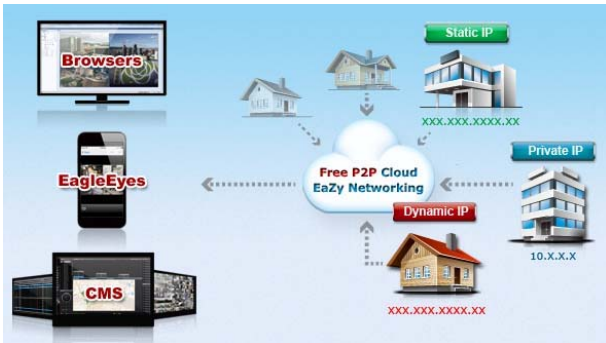 Browsers
EagleEyes
CMS
Free P2P Cloud
EaZy Networking
Static IP
xxx.xxx.xxxx.xx
Private IP
10.X.X.X
Dynamic IP
xxx.xxx.xxxx.xx